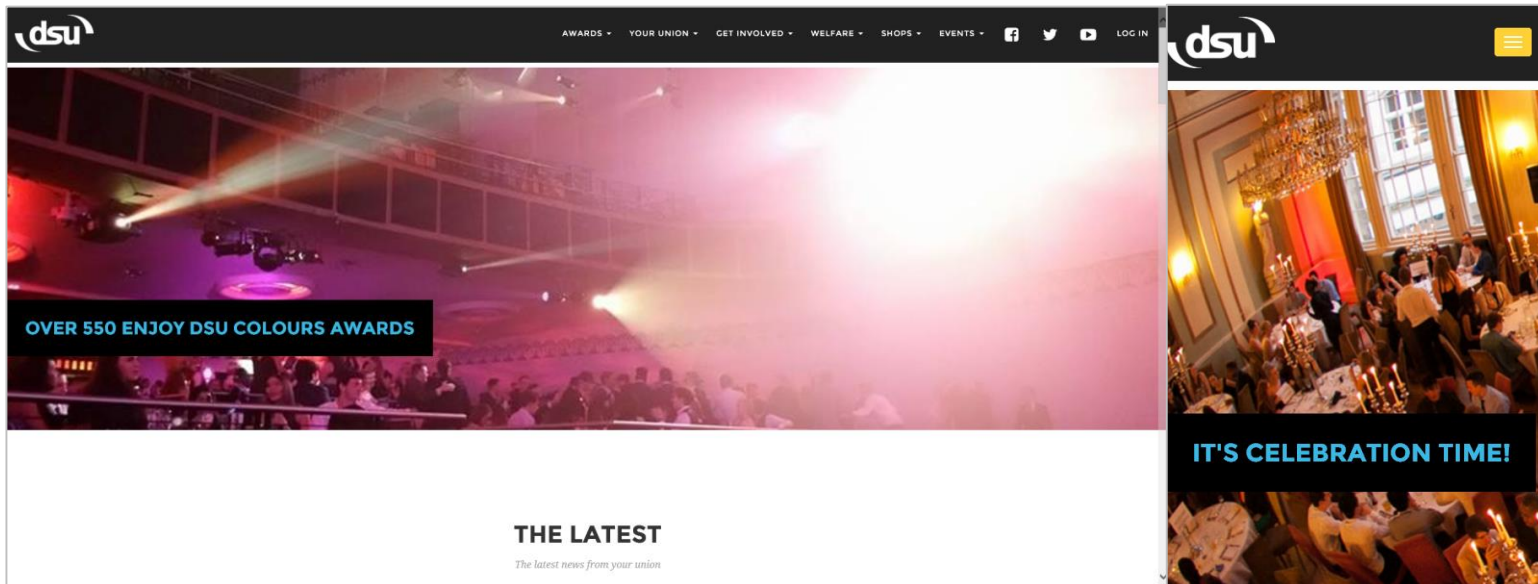 dsu
AWARDS YOUR UNION GET INVOLVED WELFARE SHOPS EVENTS LOG IN
OVER 550 ENJOY DSU COLOURS AWARDS
THE LATEST
The latest news from your union
dsu
IT'S CELEBRATION TIME!